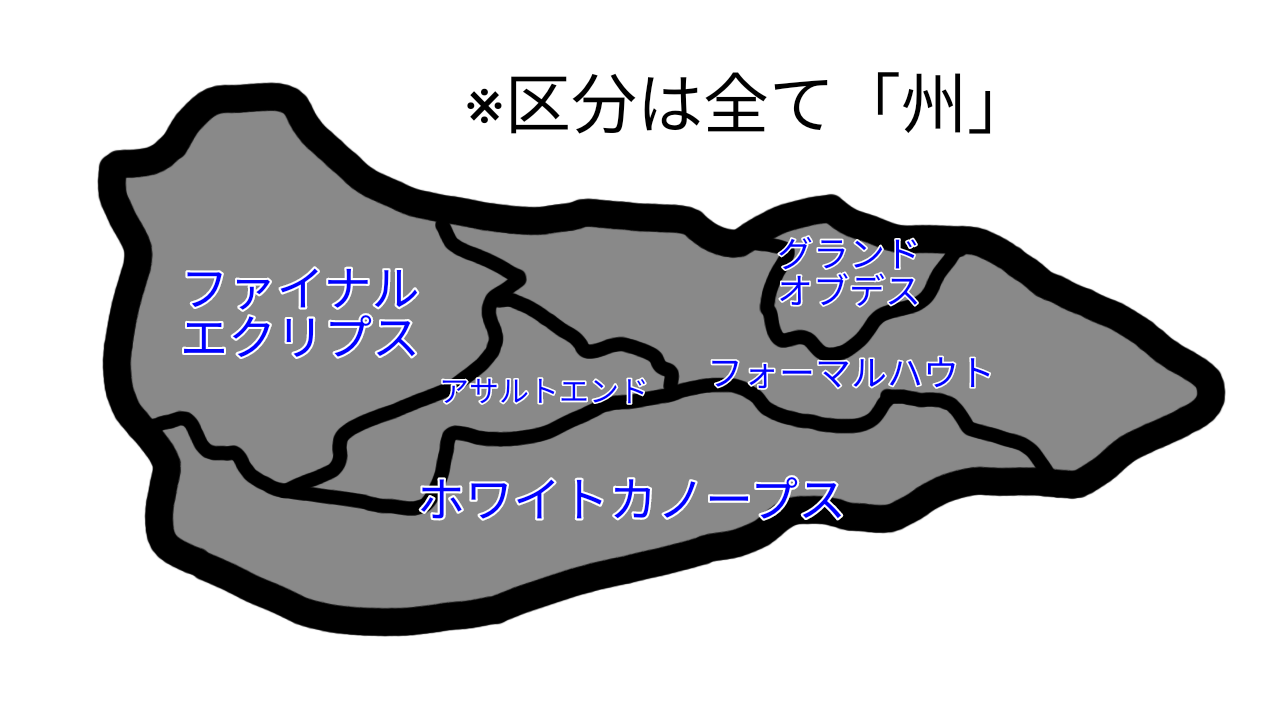 ※区分は全て「州」
グランド
オブデス
ファイナル
エクリプス
フォーマルハウト
アサルトエンド
ホワイトカノープス